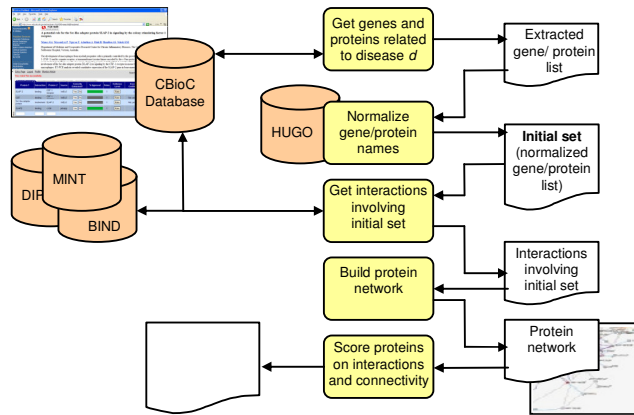 Get genes and
proteins related
to disease d
Extracted
gene/ protein
list
CBioC
Database
HUGO
Normalize
gene/protein
names
Initial set
(normalized
gene/protein
list)
MINT
DIP
BIND
Get interactions
involving
initial set
Interactions
involving
initial set
Build protein
network
Protein
network
Score proteins
on interactions
and connectivity